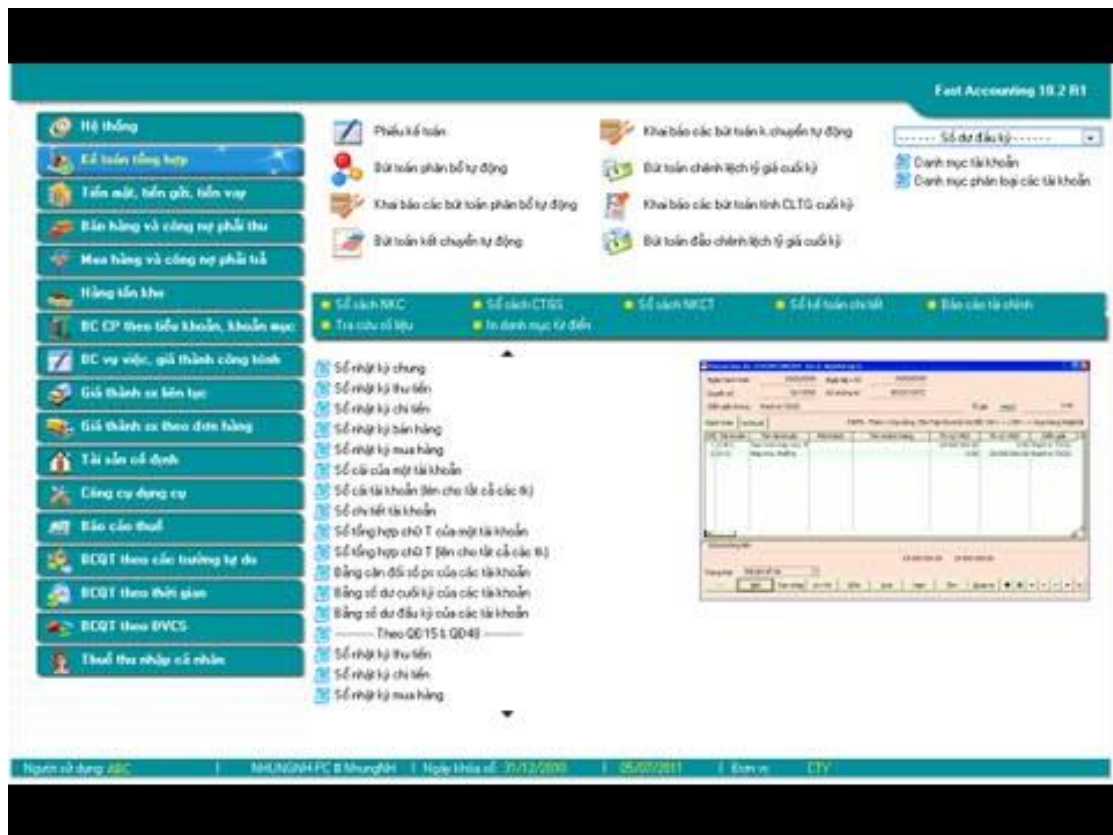 Fast Accounting 10.2 R1
Hệ thống
Kế toán tổng hợp
Tiền mặt, tiền gửi, tiền vay
Bán hàng và công nợ phải thu
Mua hàng và công nợ phải trả
Hàng tồn kho
BC CP theo tiểu khoản, khoản mục
BC vụ việc, giá thành công trình
Giá thành sx liên tục
Giá thành sx theo đơn hàng
Tài sản cố định
Công cụ dụng cụ
Báo cáo thuế
BCQT theo các trường tự do
BCQT theo thời gian
BCQT theo ĐVCS
Thuế thu nhập cá nhân
Phiếu kế toán
Bút toán phân bổ tự động
Khai báo các bút toán phân bổ tự động
Bút toán kết chuyển tự động
Khai báo các bút toán k.chuyển tự động
Bút toán chênh lệch tỷ giá cuối kỳ
Khai báo các bút toán tính CLTG cuối kỳ
Bút toán đảo chênh lệch tỷ giá cuối kỳ
------ Số dư đầu kỳ ------
Danh mục tài khoản
Danh mục phân loại các tài khoản
Sổ sách NKC Sổ sách CTGS Sổ sách NKCT Sổ kế toán chi tiết Báo cáo tài chính
Tra cứu số liệu In danh mục từ điển
Sổ nhật ký chung
Sổ nhật ký thu tiền
Sổ nhật ký chi tiền
Sổ nhật ký bán hàng
Sổ nhật ký mua hàng
Sổ cái của một tài khoản
Sổ cái tài khoản (lên cho tất cả các tk)
Sổ chi tiết tài khoản
Sổ tổng hợp chữ T của một tài khoản
Sổ tổng hợp chữ T (lên cho tất cả các tk)
Bảng cân đối số ps của các tài khoản
Bảng số dư cuối kỳ của các tài khoản
Bảng số dư đầu kỳ của các tài khoản
-------- Theo QĐ15 & QĐ48 --------
Sổ nhật ký thu tiền
Sổ nhật ký chi tiền
Sổ nhật ký mua hàng
Người sử dụng: ABC | NHUNGNH-PC # NhungNH | Ngày khóa sổ: 31/12/2010 | 05/07/2011 | Đơn vị: CTY